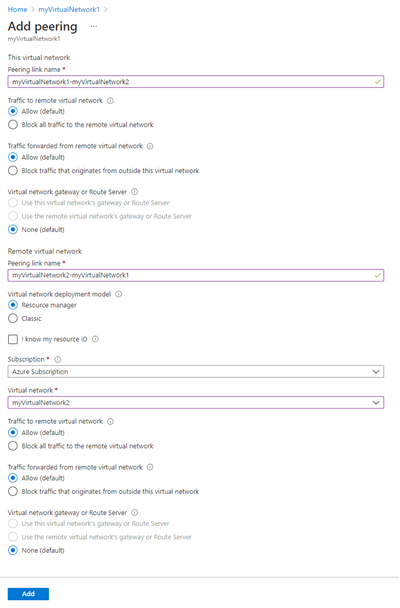 Home > myVirtualNetwork1 >
Add peering ...
myVirtualNetwork1
This virtual network
Peering link name *
myVirtualNetwork1-myVirtualNetwork2
Traffic to remote virtual network
Allow (default)
Block all traffic to the remote virtual network
Traffic forwarded from remote virtual network
Allow (default)
Block traffic that originates from outside this virtual network
Virtual network gateway or Route Server
Use this virtual network's gateway or Route Server
Use the remote virtual network's gateway or Route Server
None (default)
Remote virtual network
Peering link name *
myVirtualNetwork2-myVirtualNetwork1
Virtual network deployment model
Resource manager
Classic
I know my resource ID
Subscription *
Azure Subscription
Virtual network *
myVirtualNetwork2
Traffic to remote virtual network
Allow (default)
Block all traffic to the remote virtual network
Traffic forwarded from remote virtual network
Allow (default)
Block traffic that originates from outside this virtual network
Virtual network gateway or Route Server
Use this virtual network's gateway or Route Server
Use the remote virtual network's gateway or Route Server
None (default)
Add